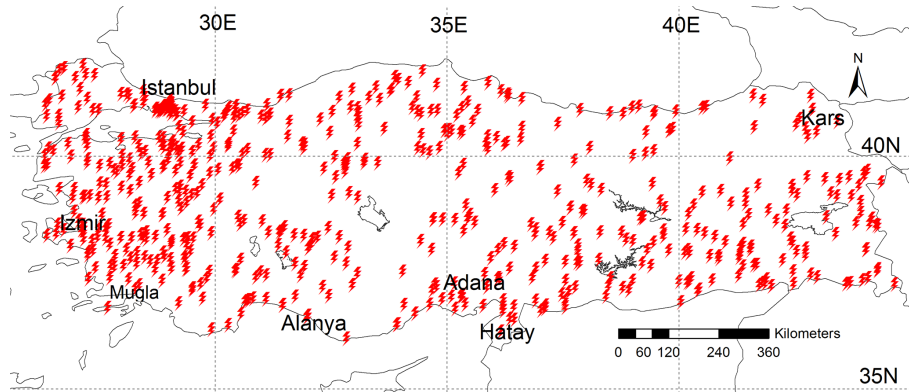 30E
35E
40E
N
Istanbul
Kars
40N
Izmir
Mugla
Adana
Alanya
Hatay
Kilometers
0 60 120 240 360
35N